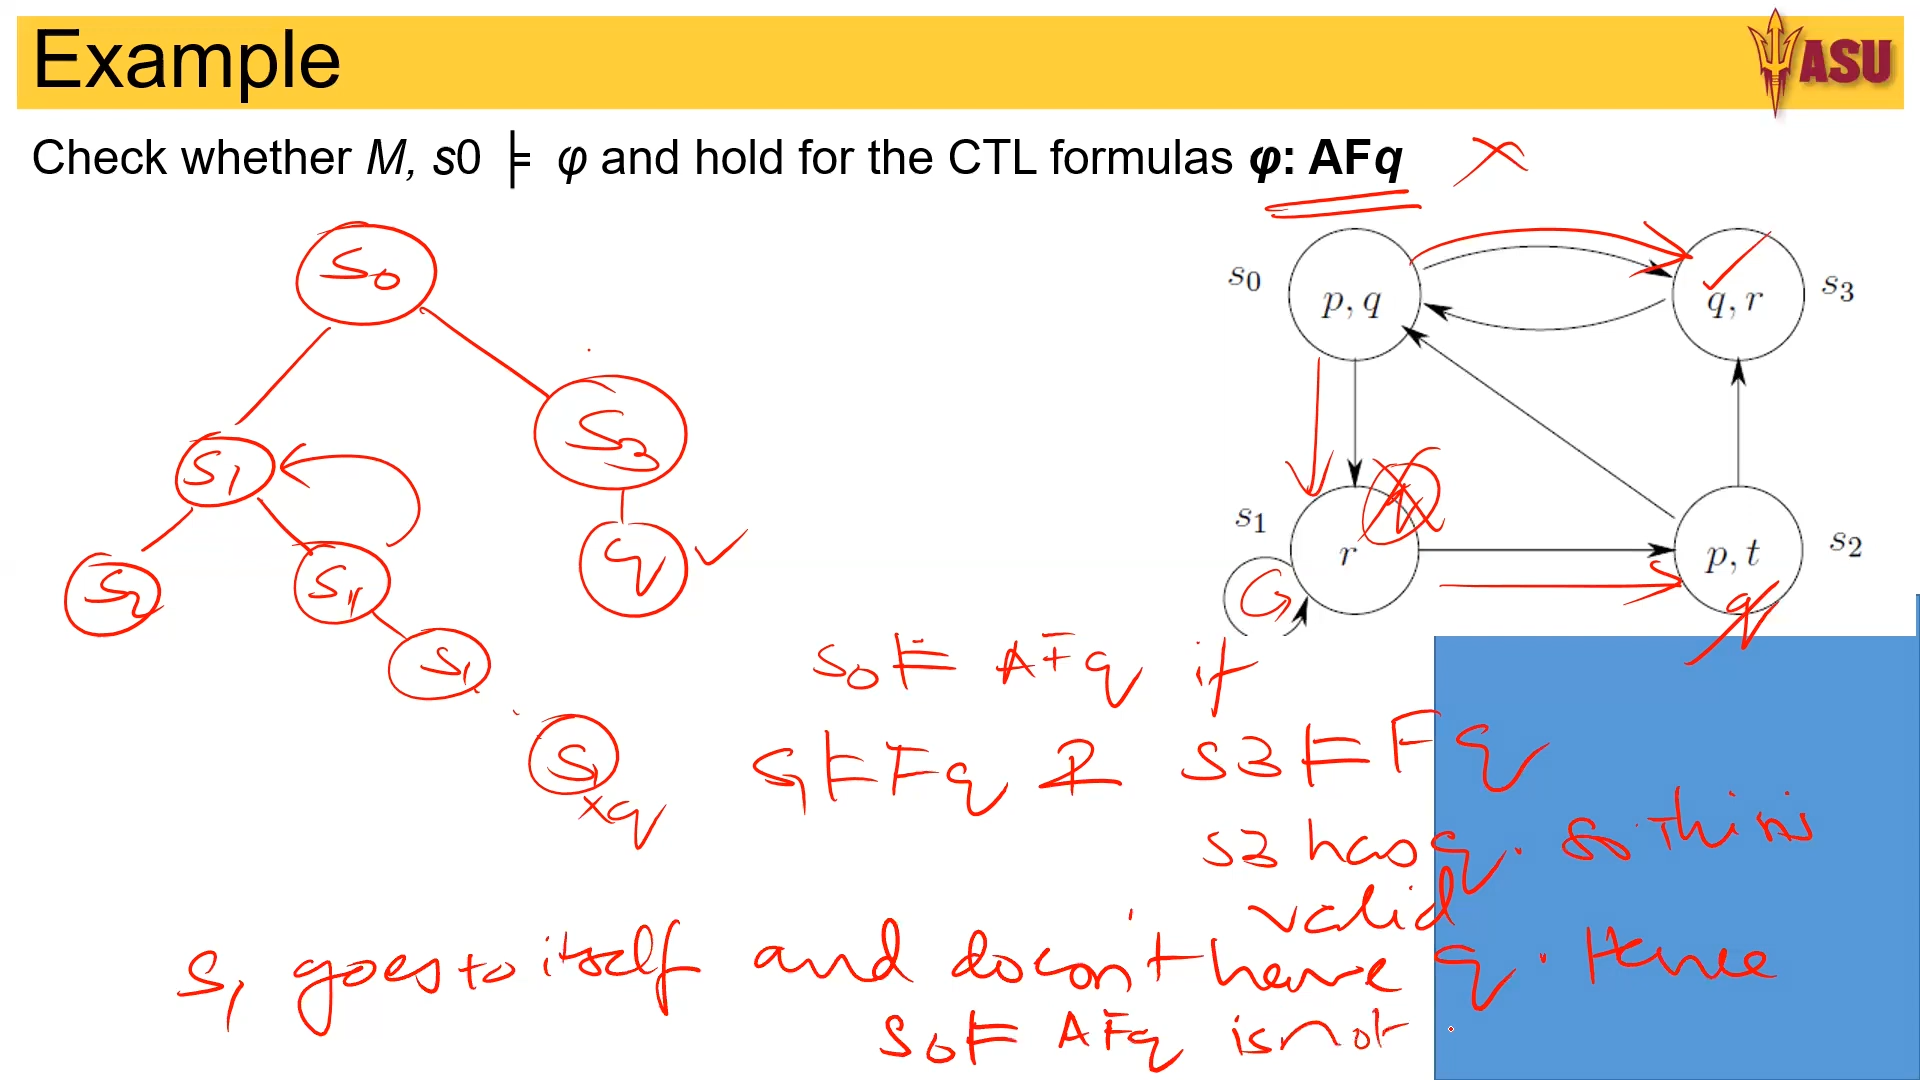 Example
ASU
Check whether M, s0 ⊨ φ and hold for the CTL formulas φ: AFq
S0
S1
S3
S2
S1
q
S1
S1
xq
s0
p, q
q, r
s3
s1
r
p, t
s2
q
S0 ⊨ AFq if
S1 ⊨ Fq & S3 ⊨ Fq
S3 has q. So this is
valid
S1 goes to itself and doesn't have q. Hence
S0 ⊨ AFq is not